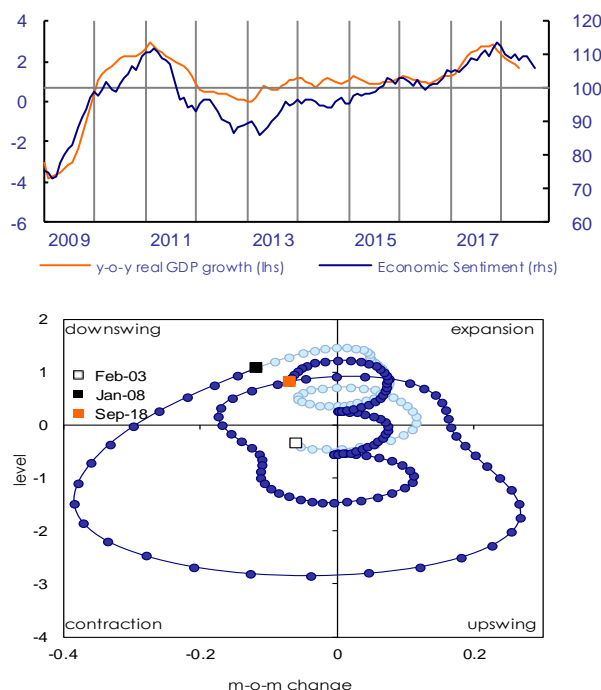 4 120
2 110
0 100
-2 90
-4 80
70
-6 60
2009 2011 2013 2015 2017
y-o-y real GDP growth (lhs) Economic Sentiment (rhs)
2
downswing expansion
Feb-03
1
Jan-08
Sep-18
0
level
-1
-2
-3
contraction upswing
-4
-0.4 -0.2 0 0.2
m-o-m change